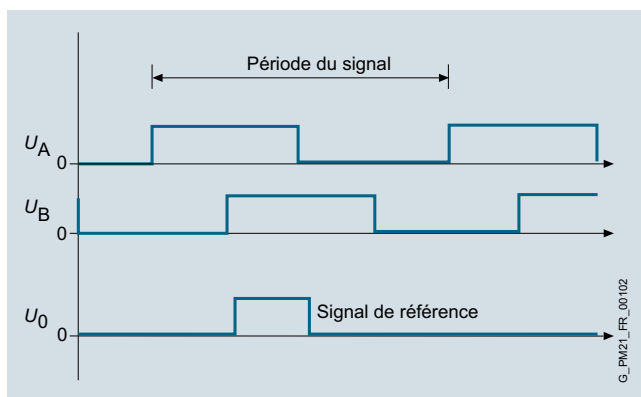 Période du signal
UA
0
UB
0
U0
0
Signal de référence
G_PM21_FR_00102